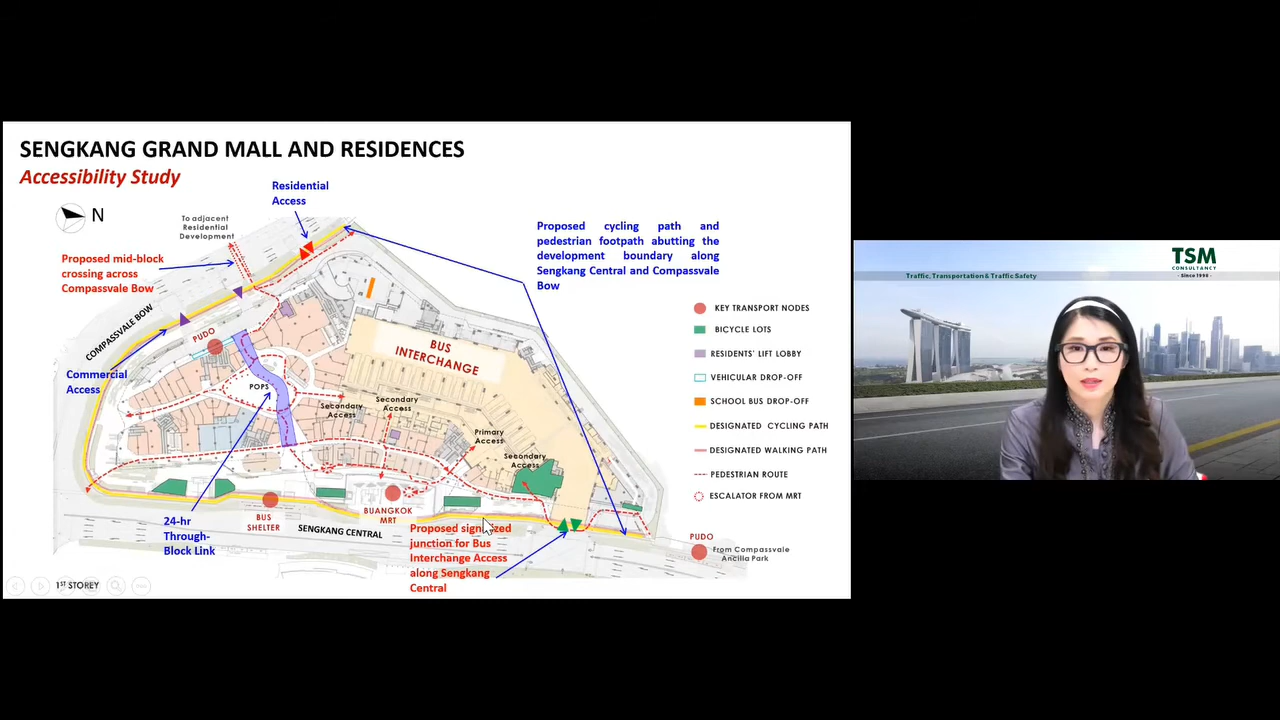 SENGKANG GRAND MALL AND RESIDENCES
Accessibility Study
N
To adjacent
Residential
Development
Residential
Access
Proposed cycling path and
pedestrian footpath abutting the
development boundary along
Sengkang Central and Compassvale
Bow
Proposed mid-block
crossing across
Compassvale Bow
COMPASSVALE BOW
PUDO
Commercial
Access
POPS
BUS
INTERCHANGE
Secondary
Access
Secondary
Access
Primary
Access
Secondary
Access
KEY TRANSPORT NODES
BICYCLE LOTS
RESIDENTS' LIFT LOBBY
VEHICULAR DROP-OFF
SCHOOL BUS DROP-OFF
DESIGNATED CYCLING PATH
DESIGNATED WALKING PATH
PEDESTRIAN ROUTE
ESCALATOR FROM MRT
24-hr
Through-
Block Link
BUS
SHELTER
SENGKANG CENTRAL
BUANGKOK
MRT
Proposed signalized
junction for Bus
Interchange Access
along Sengkang
Central
PUDO
From Compassvale
Ancilla Park
1ST STOREY
Traffic, Transportation & Traffic Safety
TSM
CONSULTANCY
- Since 1998 -